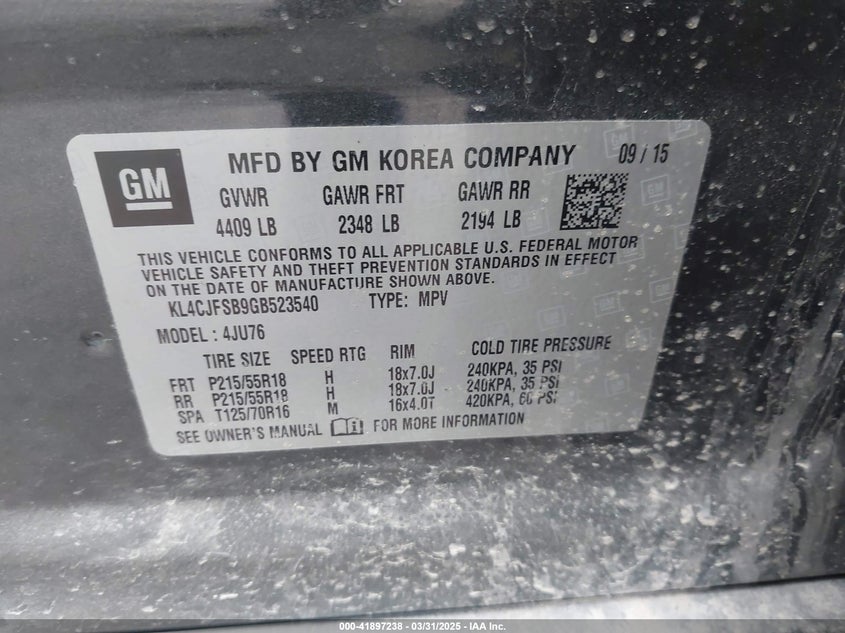 GM
MFD BY GM KOREA COMPANY 09 / 15
GVWR GAWR FRT GAWR RR
4409 LB 2348 LB 2194 LB
THIS VEHICLE CONFORMS TO ALL APPLICABLE U.S. FEDERAL MOTOR
VEHICLE SAFETY AND THEFT PREVENTION STANDARDS IN EFFECT
ON THE DATE OF MANUFACTURE SHOWN ABOVE.
KL4CJFSB9GB523540 TYPE: MPV
MODEL : 4JU76
TIRE SIZE SPEED RTG RIM COLD TIRE PRESSURE
FRT P215/55R18 H 18x7.0J 240KPA, 35 PSI
RR P215/55R18 H 18x7.0J 240KPA, 35 PSI
SPA T125/70R16 M 16x4.0T 420KPA, 60 PSI
SEE OWNER'S MANUAL FOR MORE INFORMATION
000-41897238 - 03/31/2025 - IAA Inc.